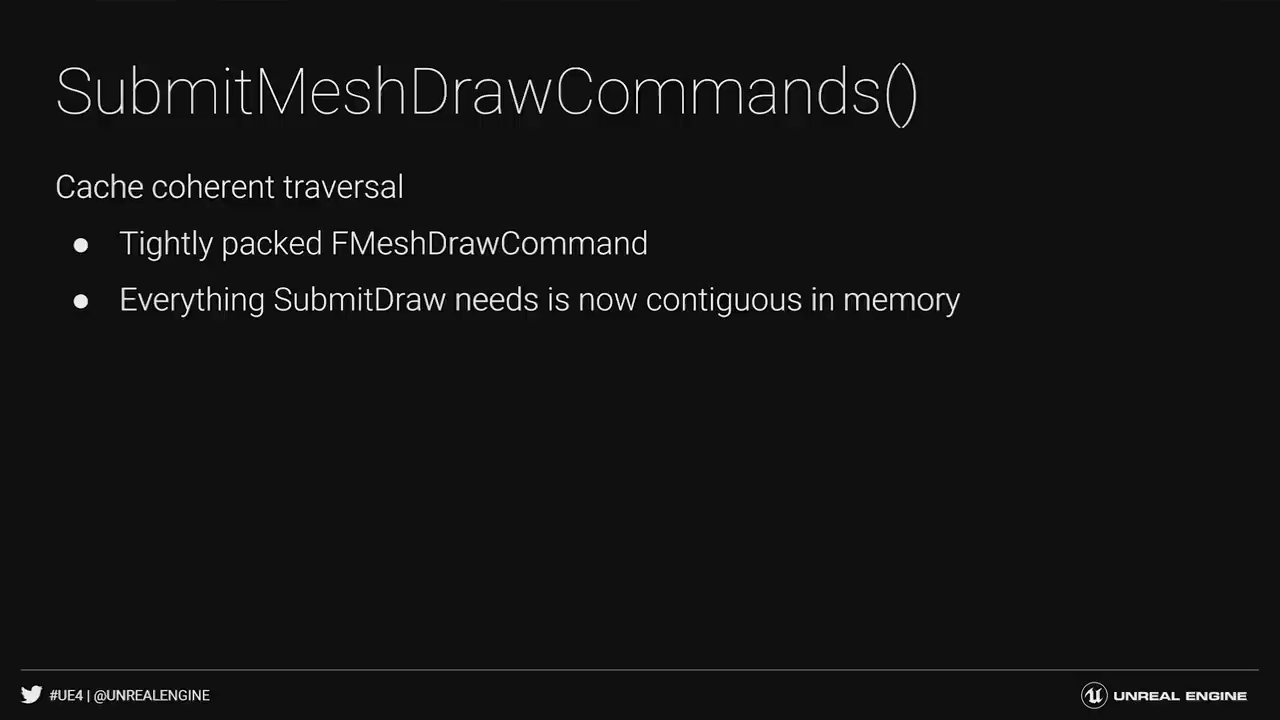 SubmitMeshDrawCommands()
Cache coherent traversal
● Tightly packed FMeshDrawCommand
● Everything SubmitDraw needs is now contiguous in memory
#UE4 | @UNREALENGINE
UNREAL ENGINE